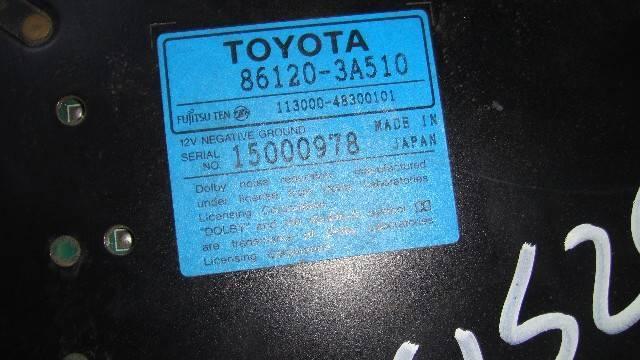 TOYOTA
86120-3A510
FUJITSU TEN 113000-48300101
12V NEGATIVE GROUND
SERIAL NO. 15000978 MADE IN JAPAN
Dolby noise reduction manufactured
under license from Dolby Laboratories
Licensing Corporation.
"DOLBY" and the double-D symbol
are trademarks of Dolby Laboratories
Licensing Corporation.